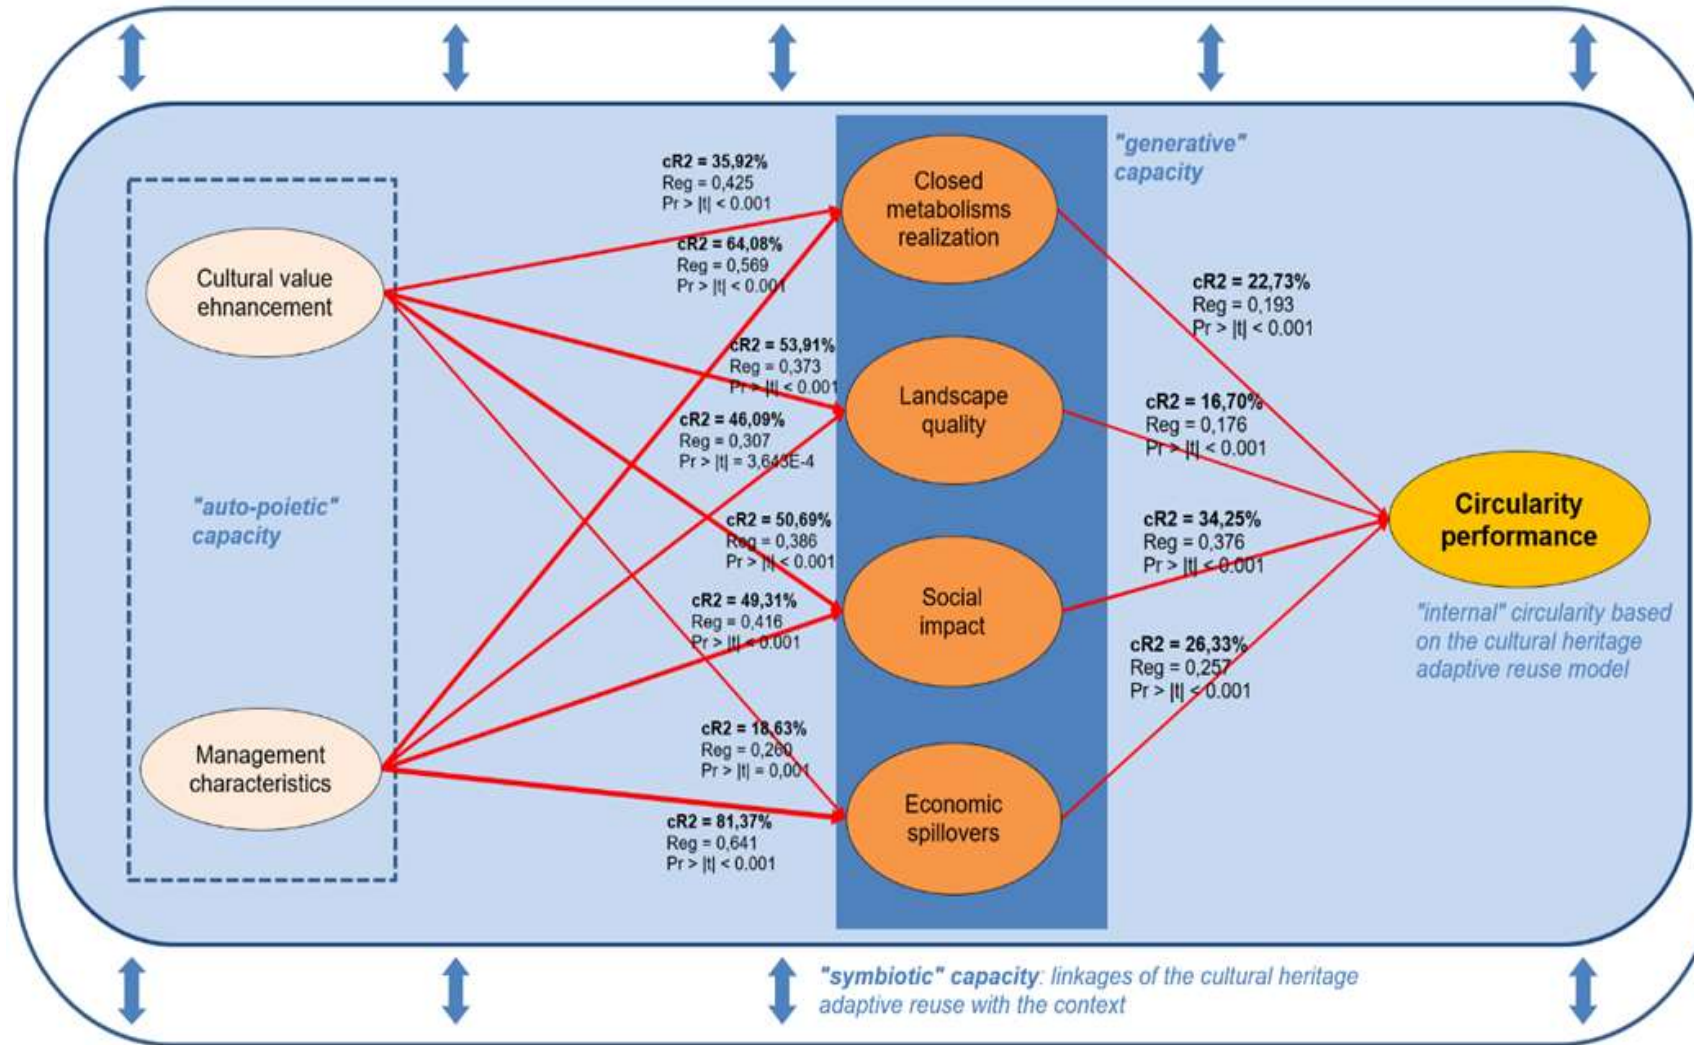 "generative"
capacity
cR2 = 35,92%
Reg = 0,425
Pr > |t| < 0.001
Closed
metabolisms
realization
cR2 = 64,08%
Reg = 0,569
Pr > |t| < 0.001
Cultural value
ehnancement
cR2 = 22,73%
Reg = 0,193
Pr > |t| < 0.001
cR2 = 53,91%
Reg = 0,373
Pr > |t| < 0.001
Landscape
quality
cR2 = 16,70%
Reg = 0,176
Pr > |t| < 0.001
cR2 = 46,09%
Reg = 0,307
Pr > |t| = 3,643E-4
"auto-poietic"
capacity
Circularity
performance
cR2 = 50,69%
Reg = 0,386
Pr > |t| < 0.001
cR2 = 34,25%
Reg = 0,376
Pr > |t| < 0.001
cR2 = 49,31%
Reg = 0,416
Pr > |t| < 0.001
Social
impact
"internal" circularity based
on the cultural heritage
adaptive reuse model
cR2 = 26,33%
Reg = 0,257
Pr > |t| < 0.001
cR2 = 18,63%
Reg = 0,260
Pr > |t| = 0,001
Management
characteristics
Economic
spillovers
cR2 = 81,37%
Reg = 0,641
Pr > |t| < 0.001
"symbiotic" capacity: linkages of the cultural heritage
adaptive reuse with the context